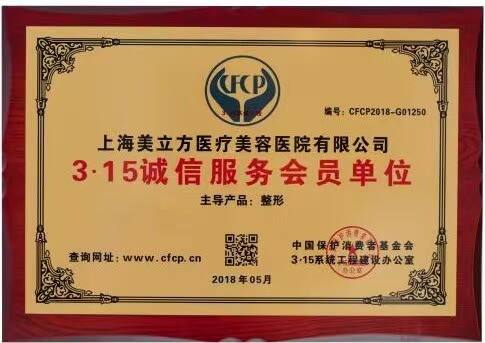 CFCP
编号：CFCP2018-G01250
上海美立方医疗美容医院有限公司
3·15诚信服务会员单位
主导产品：整形
查询网址：www.cfcp.cn
2018年05月
中国保护消费者基金会
3·15系统工程建设办公室